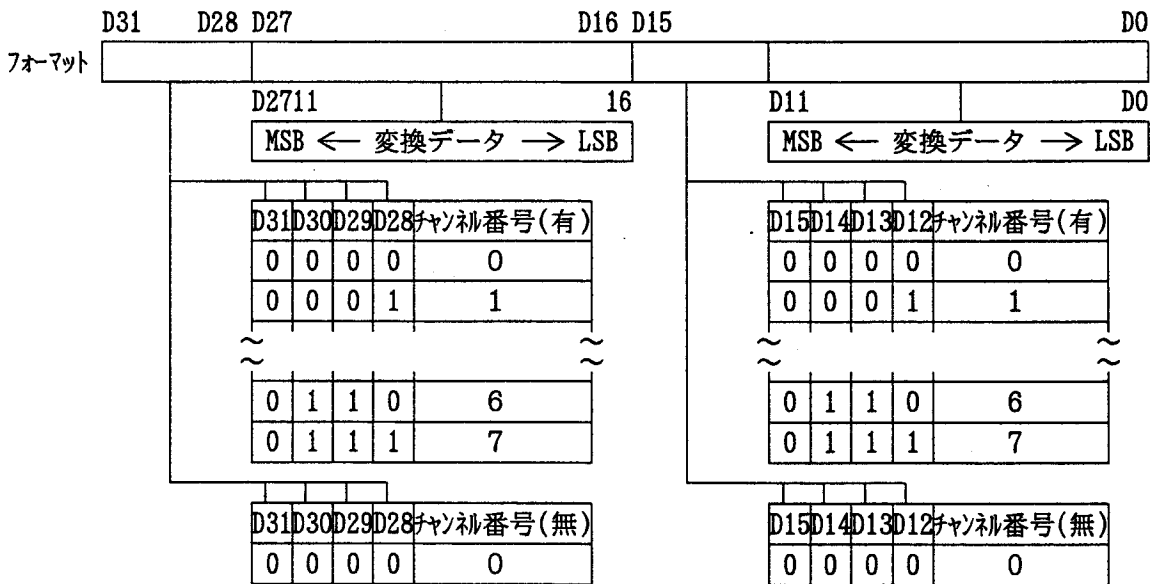 D31 D28 D27 D16 D15 D0
フォーマット
D2711 16 D11 D0
MSB ← 変換データ → LSB MSB ← 変換データ → LSB
D31 D30 D29 D28 チャンネル番号(有) D15 D14 D13 D12 チャンネル番号(有)
0 0 0 0 0 0 0 0 0 0
0 0 0 1 1 0 0 0 1 1
~ ~ ~ ~
~ ~ ~ ~
0 1 1 0 6 0 1 1 0 6
0 1 1 1 7 0 1 1 1 7
D31 D30 D29 D28 チャンネル番号(無) D15 D14 D13 D12 チャンネル番号(無)
0 0 0 0 0 0 0 0 0 0